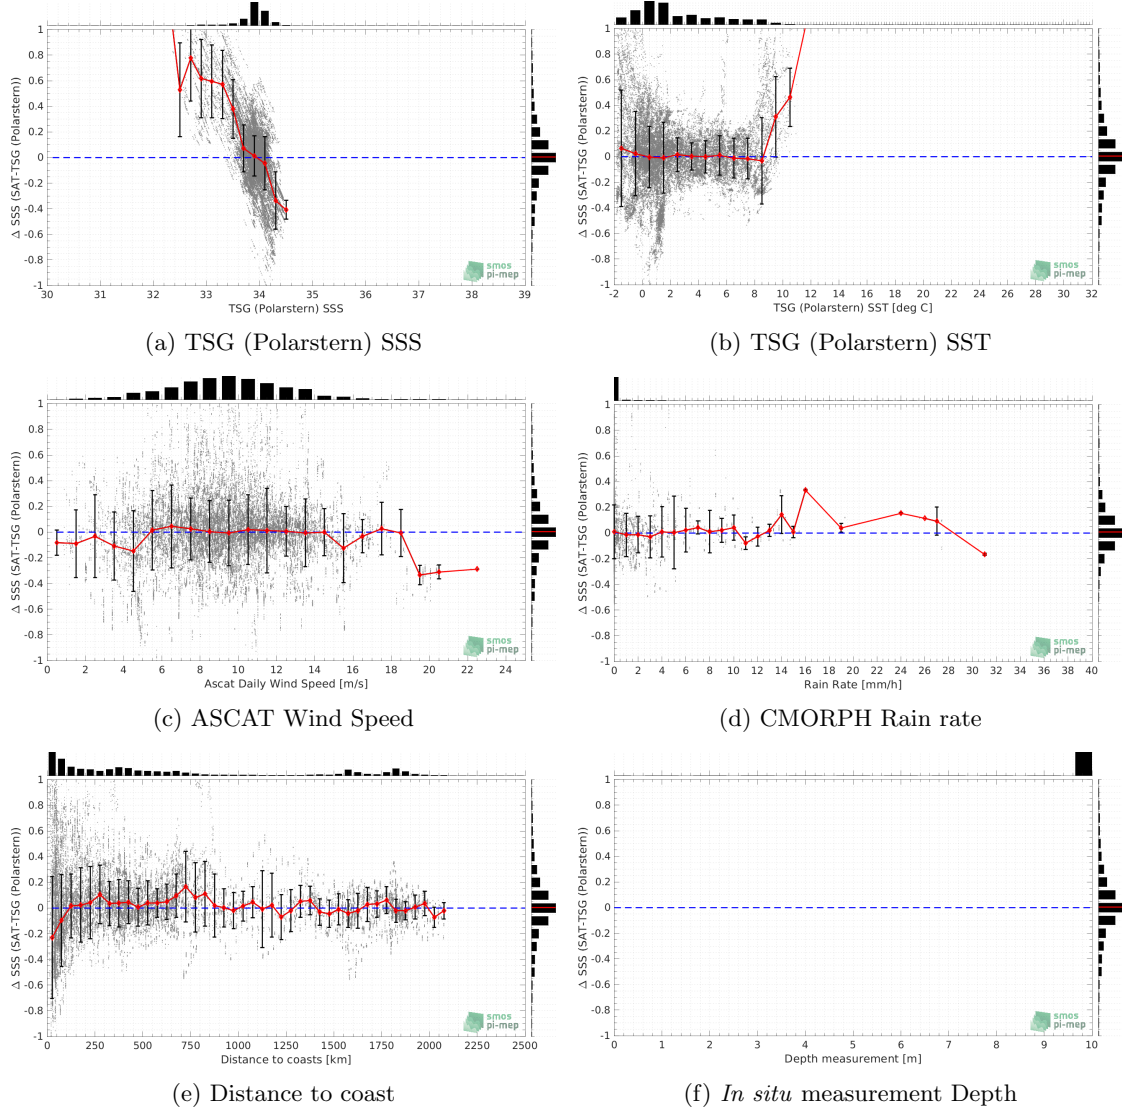 Δ SSS (SAT-TSG (Polarstern))
1
0.8
0.6
0.4
0.2
0
-0.2
-0.4
-0.6
-0.8
-1
30 31 32 33 34 35 36 37 38 39
TSG (Polarstern) SSS
smos
pi-mep
(a) TSG (Polarstern) SSS
Δ SSS (SAT-TSG (Polarstern))
1
0.8
0.6
0.4
0.2
0
-0.2
-0.4
-0.6
-0.8
-1
-2 0 2 4 6 8 10 12 14 16 18 20 22 24 26 28 30 32
TSG (Polarstern) SST [deg C]
smos
pi-mep
(b) TSG (Polarstern) SST
Δ SSS (SAT-TSG (Polarstern))
1
0.8
0.6
0.4
0.2
0
-0.2
-0.4
-0.6
-0.8
-1
0 2 4 6 8 10 12 14 16 18 20 22 24
Ascat Daily Wind Speed [m/s]
smos
pi-mep
(c) ASCAT Wind Speed
Δ SSS (SAT-TSG (Polarstern))
1
0.8
0.6
0.4
0.2
0
-0.2
-0.4
-0.6
-0.8
-1
0 2 4 6 8 10 12 14 16 18 20 22 24 26 28 30 32 34 36 38 40
Rain Rate [mm/h]
smos
pi-mep
(d) CMORPH Rain rate
Δ SSS (SAT-TSG (Polarstern))
1
0.8
0.6
0.4
0.2
0
-0.2
-0.4
-0.6
-0.8
-1
0 250 500 750 1000 1250 1500 1750 2000 2250 2500
Distance to coasts [km]
smos
pi-mep
(e) Distance to coast
Δ SSS (SAT-TSG (Polarstern))
1
0.8
0.6
0.4
0.2
0
-0.2
-0.4
-0.6
-0.8
-1
0 1 2 3 4 5 6 7 8 9 10
Depth measurement [m]
smos
pi-mep
(f) In situ measurement Depth